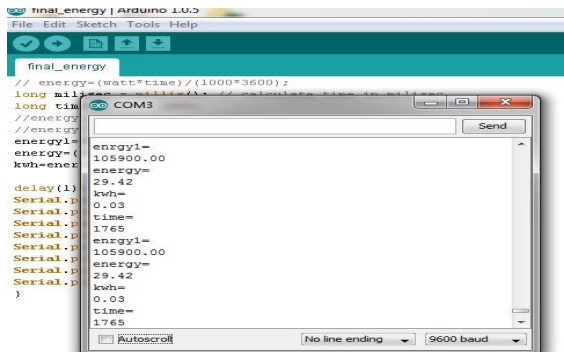 final_energy | Arduino 1.0.5
File Edit Sketch Tools Help
final_energy
// energy=(watt*time)/(1000*3600);
long milisec = millis(); // calculate time in milisec
long tim
//energy
//energy
energy1=
energy=(
kwh=ener
delay(1)
Serial.p
Serial.p
Serial.p
Serial.p
Serial.p
Serial.p
Serial.p
Serial.p
}
COM3
Send
enrgy1=
105900.00
energy=
29.42
kwh=
0.03
time=
1765
enrgy1=
105900.00
energy=
29.42
kwh=
0.03
time=
1765
Autoscroll
No line ending
9600 baud